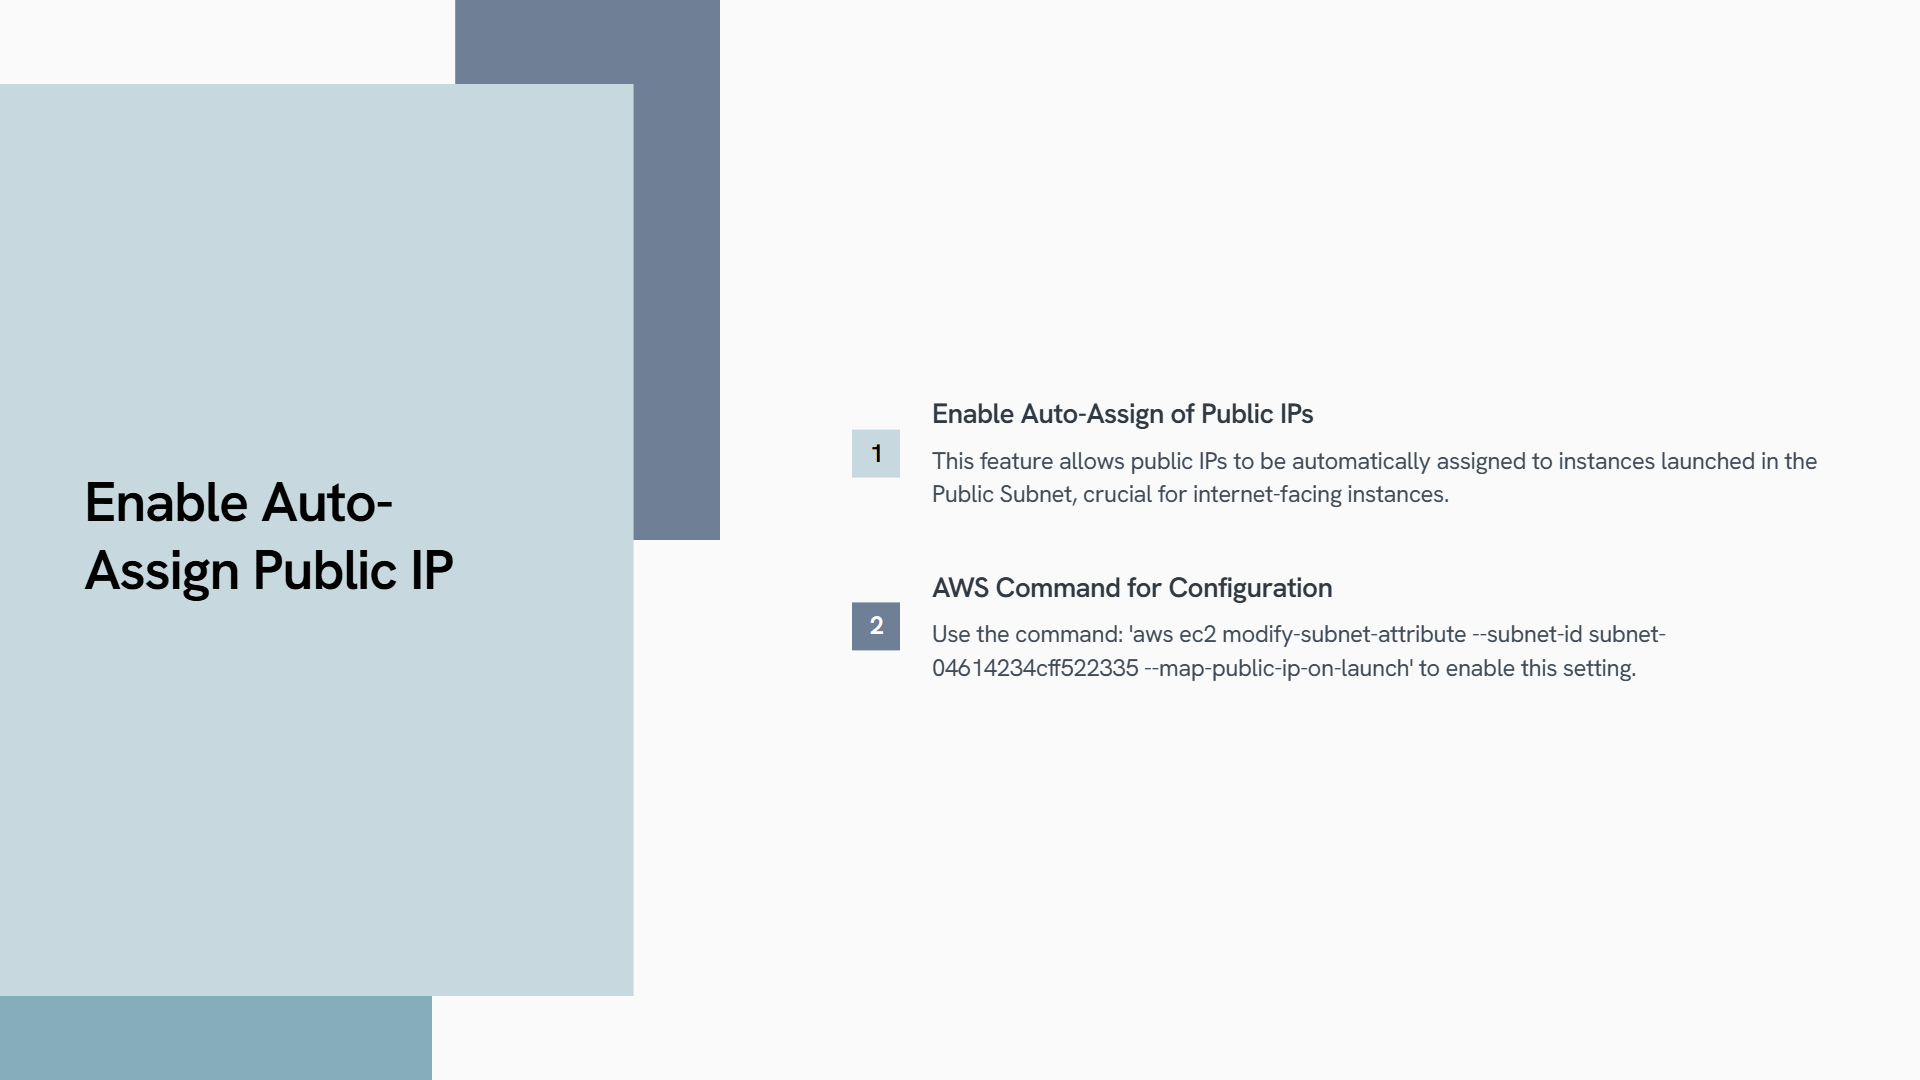 Enable Auto-
Assign Public IP
1
Enable Auto-Assign of Public IPs
This feature allows public IPs to be automatically assigned to instances launched in the
Public Subnet, crucial for internet-facing instances.
2
AWS Command for Configuration
Use the command: 'aws ec2 modify-subnet-attribute --subnet-id subnet-
04614234cff522335 --map-public-ip-on-launch' to enable this setting.